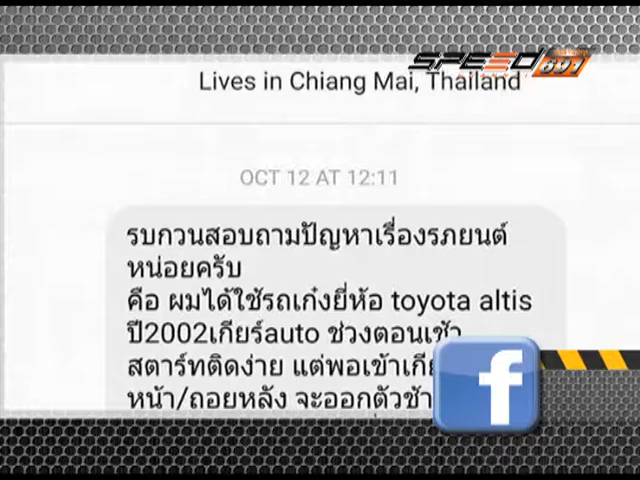 SPEED 691
Lives in Chiang Mai, Thailand
OCT 12 AT 12:11
รบกวนสอบถามปัญหาเรื่องรภยนต์
หน่อยครับ
คือ ผมได้ใช้รถเก๋งยี่ห้อ toyota altis
ปี2002เกียร์auto ช่วงตอนเช้า
สตาร์ทติดง่าย แต่พอเข้า
หน้า/ถอยหลัง จะออกตัวช้า
f